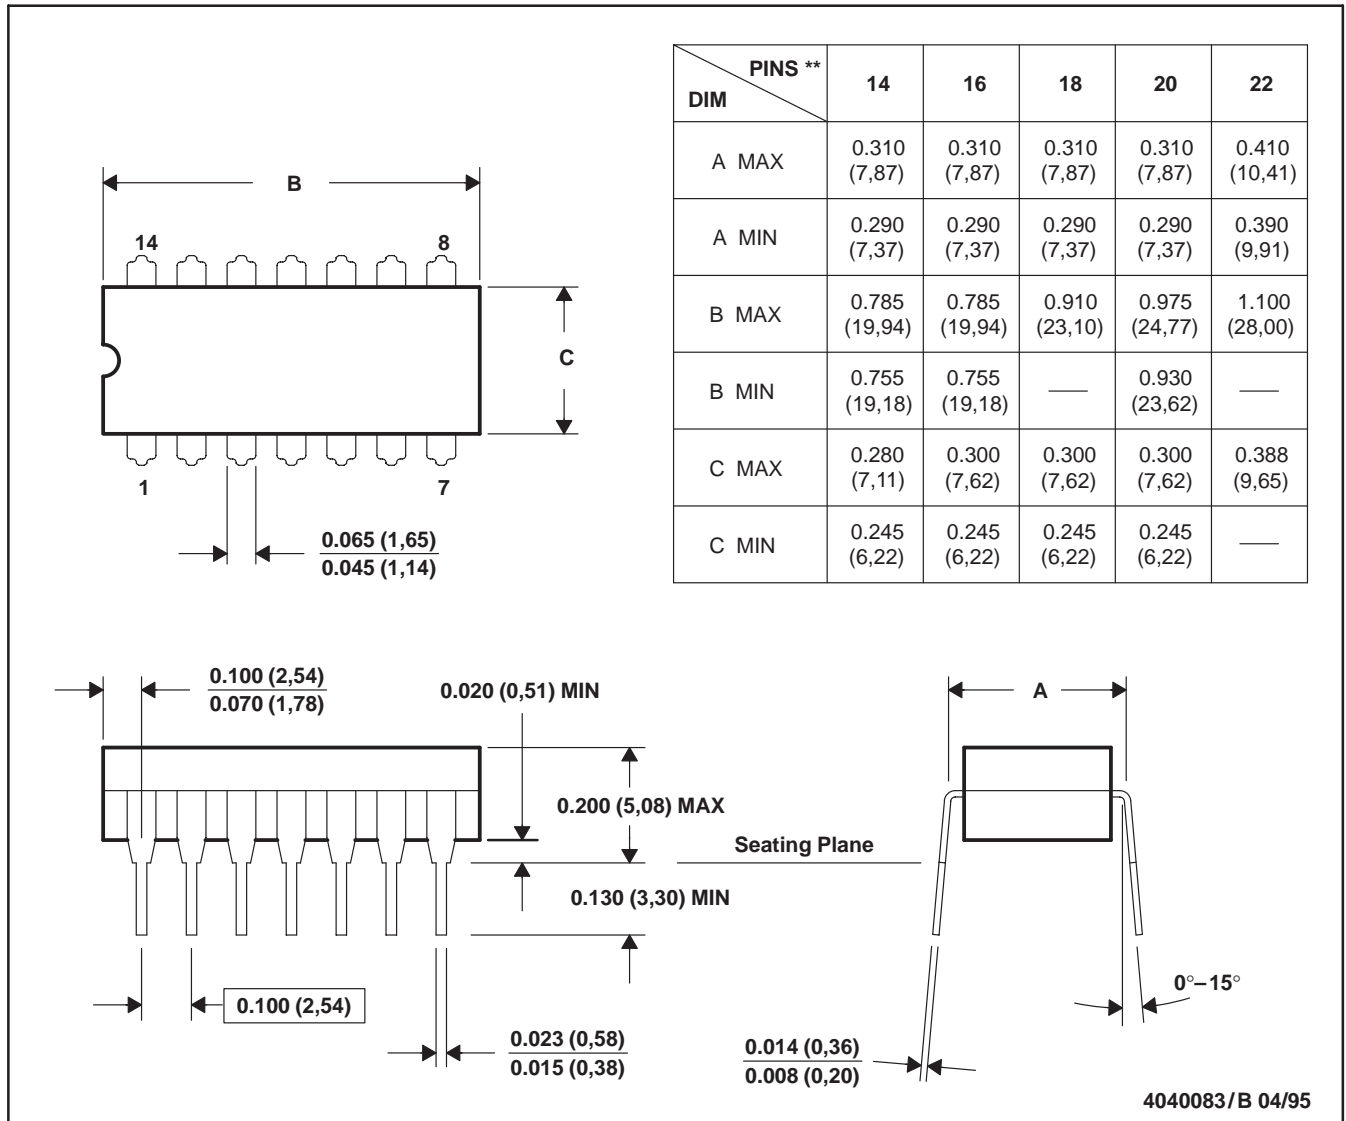 PINS **
DIM
14 16 18 20 22
A MAX 0.310 (7,87) 0.310 (7,87) 0.310 (7,87) 0.310 (7,87) 0.410 (10,41)
A MIN 0.290 (7,37) 0.290 (7,37) 0.290 (7,37) 0.290 (7,37) 0.390 (9,91)
B MAX 0.785 (19,94) 0.785 (19,94) 0.910 (23,10) 0.975 (24,77) 1.100 (28,00)
B MIN 0.755 (19,18) 0.755 (19,18) — 0.930 (23,62) —
C MAX 0.280 (7,11) 0.300 (7,62) 0.300 (7,62) 0.300 (7,62) 0.388 (9,65)
C MIN 0.245 (6,22) 0.245 (6,22) 0.245 (6,22) 0.245 (6,22) —
B
14
8
C
1
7
0.065 (1,65)
0.045 (1,14)
0.100 (2,54)
0.070 (1,78)
0.020 (0,51) MIN
0.200 (5,08) MAX
Seating Plane
0.130 (3,30) MIN
0.100 (2,54)
0.023 (0,58)
0.015 (0,38)
A
0°–15°
0.014 (0,36)
0.008 (0,20)
4040083/B 04/95